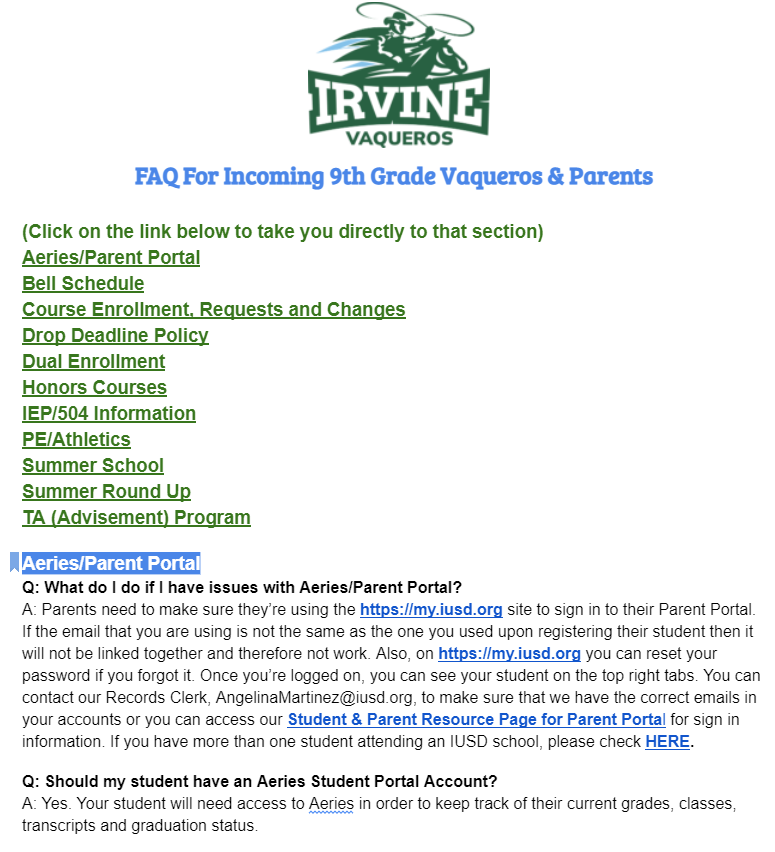 IRVINE
VAQUEROS
FAQ For Incoming 9th Grade Vaqueros & Parents
(Click on the link below to take you directly to that section)
Aeries/Parent Portal
Bell Schedule
Course Enrollment, Requests and Changes
Drop Deadline Policy
Dual Enrollment
Honors Courses
IEP/504 Information
PE/Athletics
Summer School
Summer Round Up
TA (Advisement) Program
Aeries/Parent Portal
Q: What do I do if I have issues with Aeries/Parent Portal?
A: Parents need to make sure they’re using the https://my.iusd.org site to sign in to their Parent Portal.
If the email that you are using is not the same as the one you used upon registering their student then it
will not be linked together and therefore not work. Also, on https://my.iusd.org you can reset your
password if you forgot it. Once you’re logged on, you can see your student on the top right tabs. You can
contact our Records Clerk, AngelinaMartinez@iusd.org, to make sure that we have the correct emails in
your accounts or you can access our Student & Parent Resource Page for Parent Portal for sign in
information. If you have more than one student attending an IUSD school, please check HERE.
Q: Should my student have an Aeries Student Portal Account?
A: Yes. Your student will need access to Aeries in order to keep track of their current grades, classes,
transcripts and graduation status.